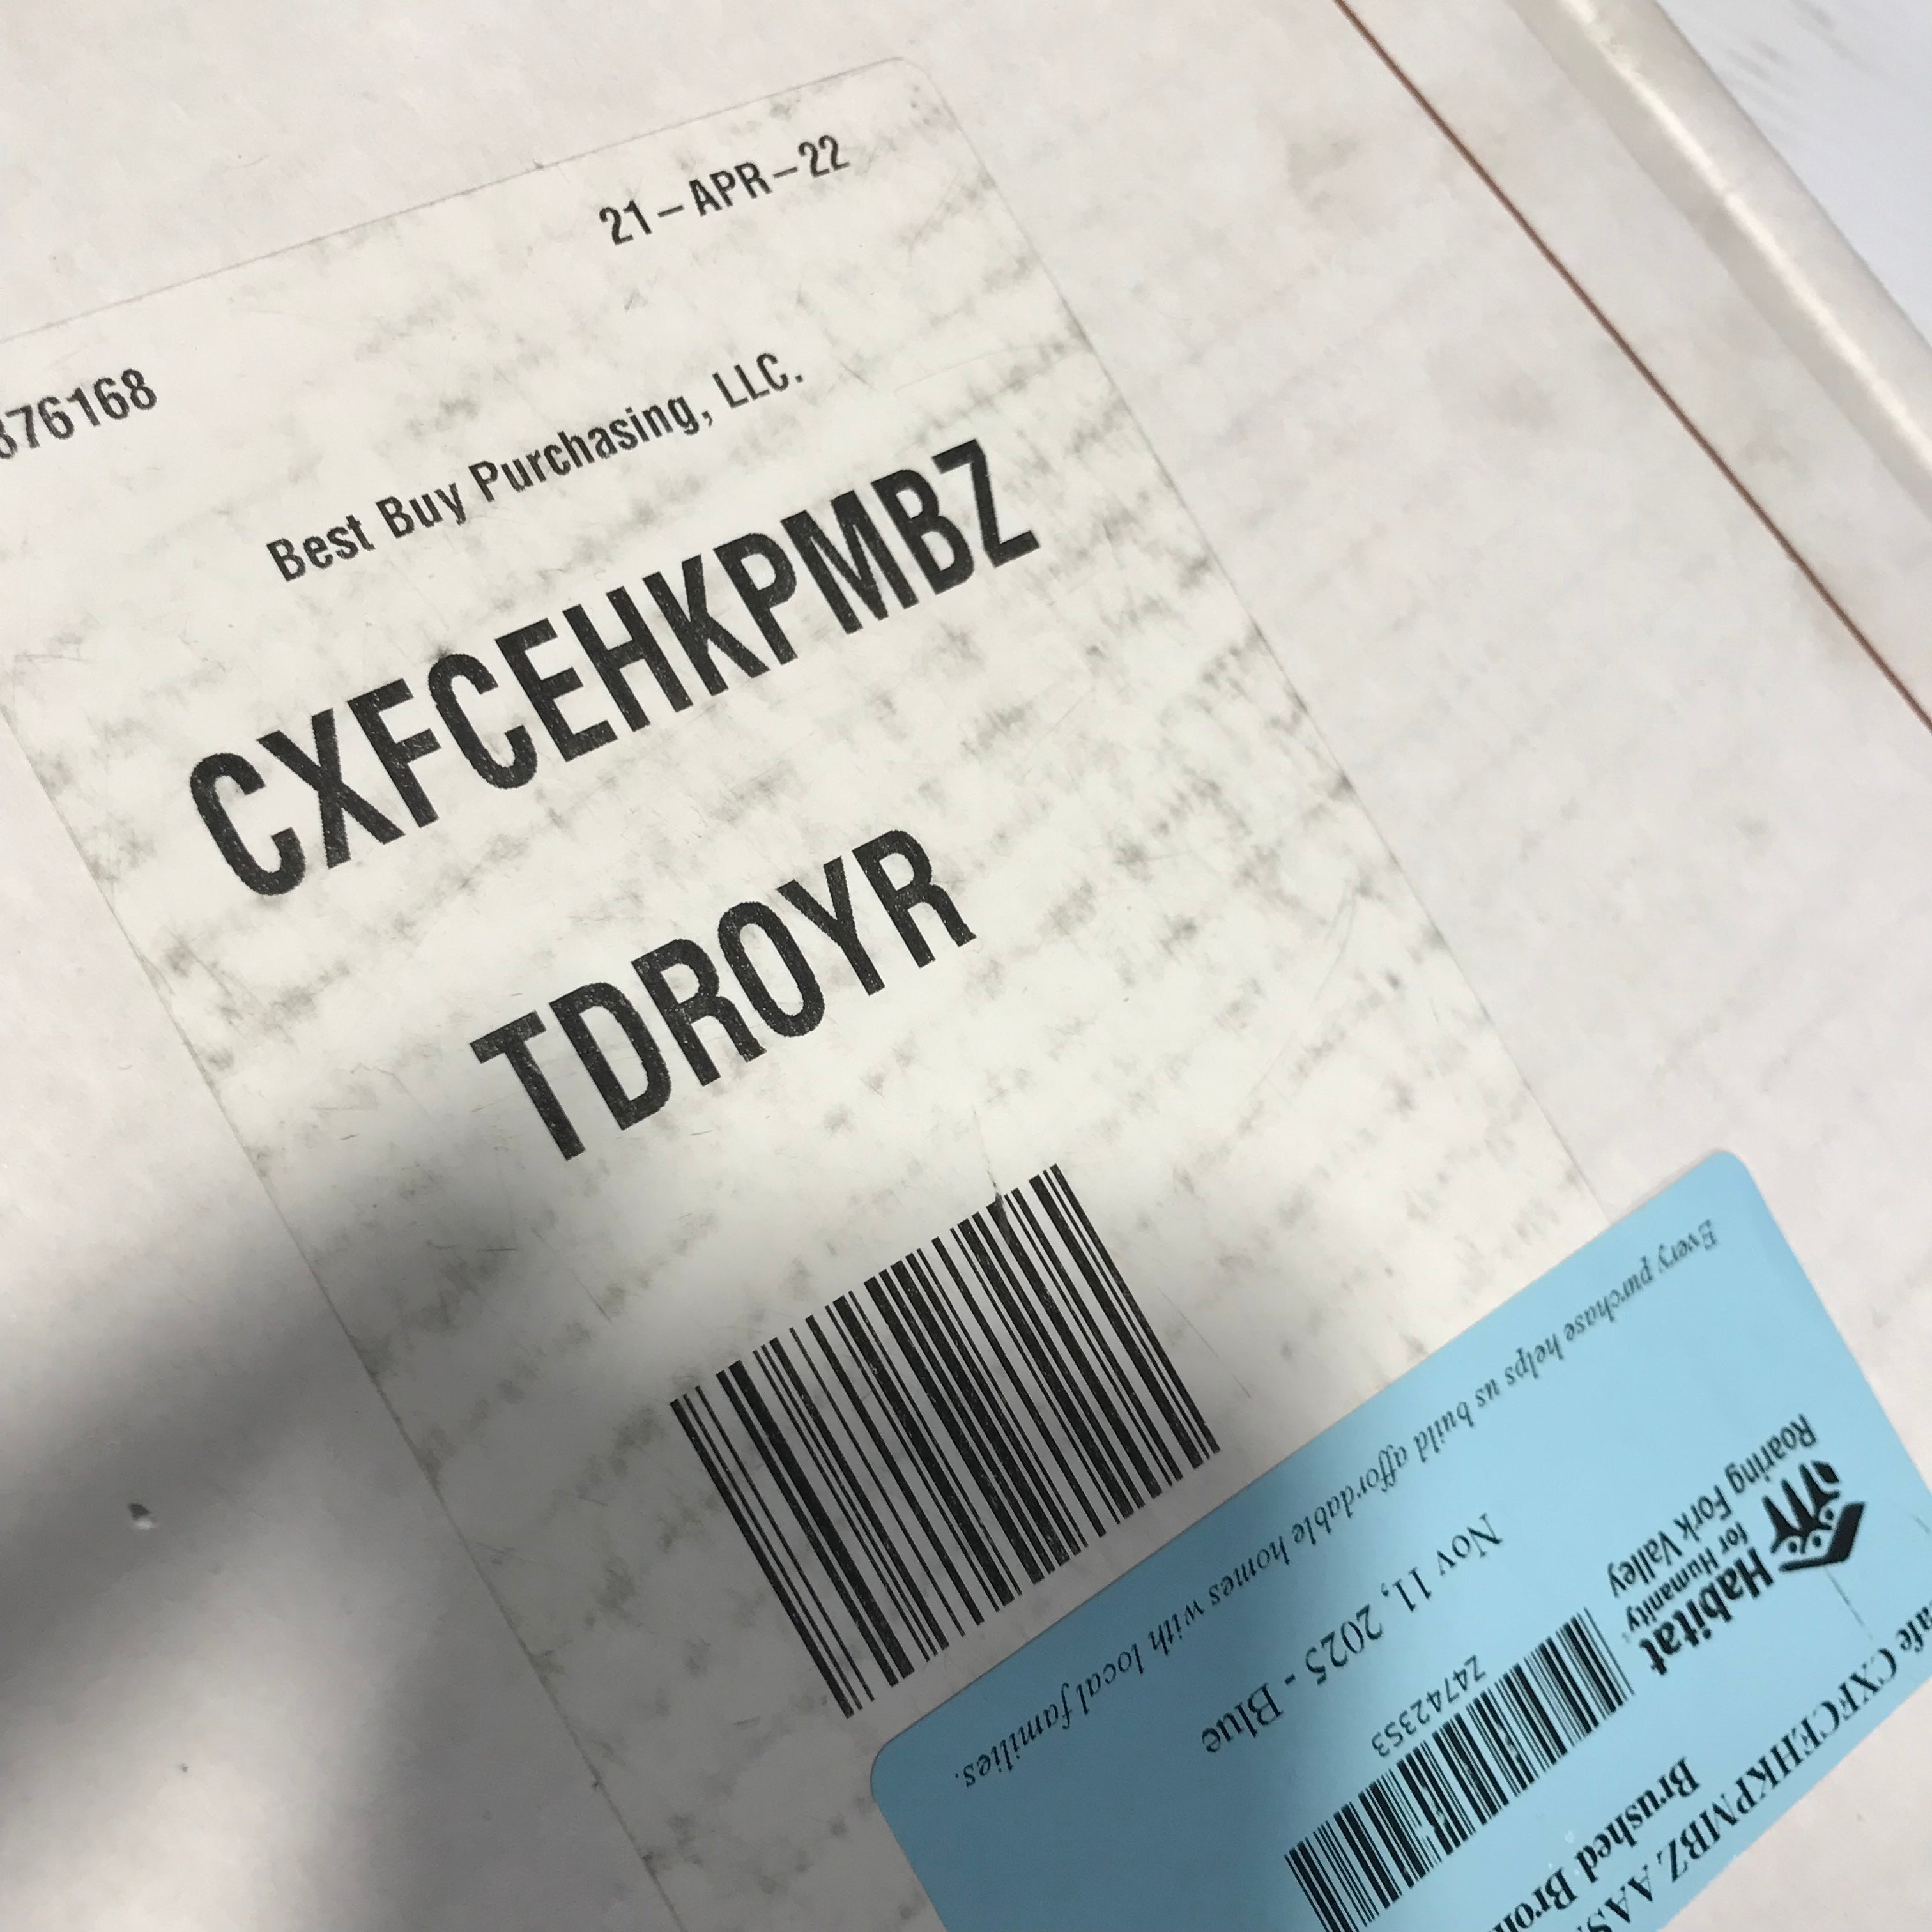 21-APR-22
376168
Best Buy Purchasing, LLC.
CXFCEHKPMBZ
TDROYR
CXFCEHKPMBZ
Brushed
Habitat
for Humanity
Roaring Fork Valley
Z47423S3
Nov 11, 2025 - Blue
Every purchase helps us build affordable homes with local families.